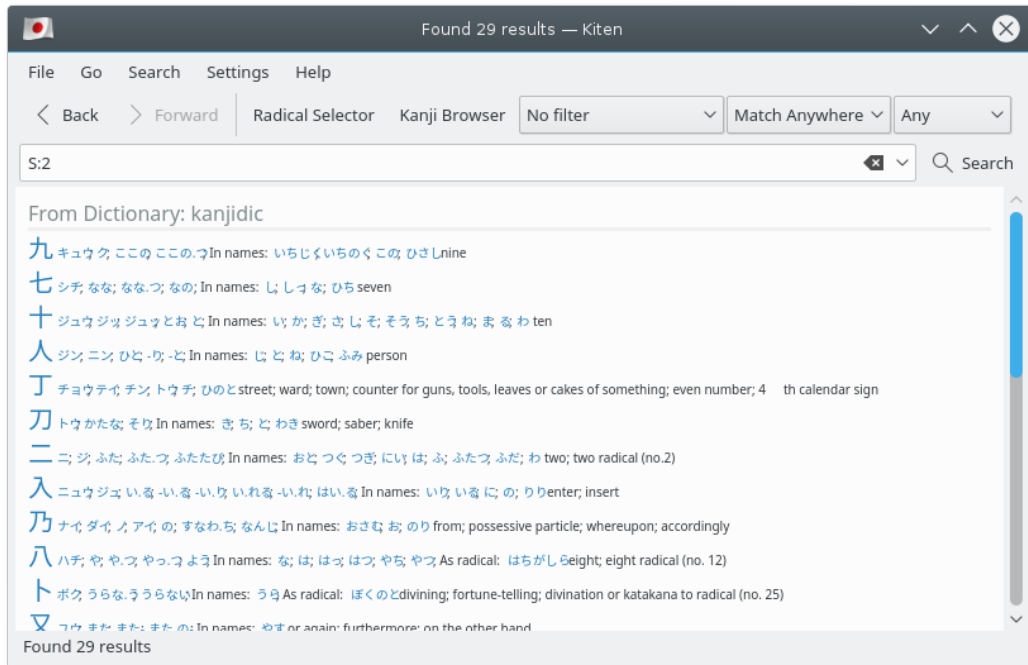 Found 29 results — Kiten
File Go Search Settings Help
Back Forward Radical Selector Kanji Browser No filter Match Anywhere Any
S:2 Search
From Dictionary: kanjidic
九 キュウ; ク; ここの; ここの.つ; In names: いちじく; いちのく; この; ひさし nine
七 シチ; なな; なな.つ; なの; In names: し; しっ; な; ひち seven
十 ジュウ; ジッ; ジュッ; とお; と; In names: い; か; ぎ; さ; し; そ; そう; ち; とう; ね; ま; る; わ ten
人 ジン; ニン; ひと; -り; -と; In names: じ; と; ね; ひこ; ふみ person
丁 チョウ; テイ; チン; トウ; チ; ひのと street; ward; town; counter for guns, tools, leaves or cakes of something; even number; 4 th calendar sign
刀 トウ; かたな; そり; In names: き; ち; と; わき sword; saber; knife
二 ニ; ジ; ふた; ふた.つ; ふたたび; In names: おと; つぐ; つぎ; にい; は; ふ; ふたつ; ふだ; わ two; two radical (no.2)
入 ニュウ; ジュ; い.る; -い.る; -い.り; い.れる; -い.れ; はい.る; In names: いり; いる; に; の; りり enter; insert
乃 ナイ; ダイ; ノ; アイ; の; すなわ.ち; なんじ; In names: おさむ; お; のり from; possessive particle; whereupon; accordingly
八 ハチ; や; や.つ; やっ.つ; よう; In names: な; は; はっ; はつ; やち; やつ; As radical: はちがしら eight; eight radical (no. 12)
卜 ボク; うらな.う; うらない; In names: うら; As radical: ぼくのと divining; fortune-telling; divination or katakana to radical (no. 25)
又 In names: やす or again; furthermore; on the other hand
Found 29 results